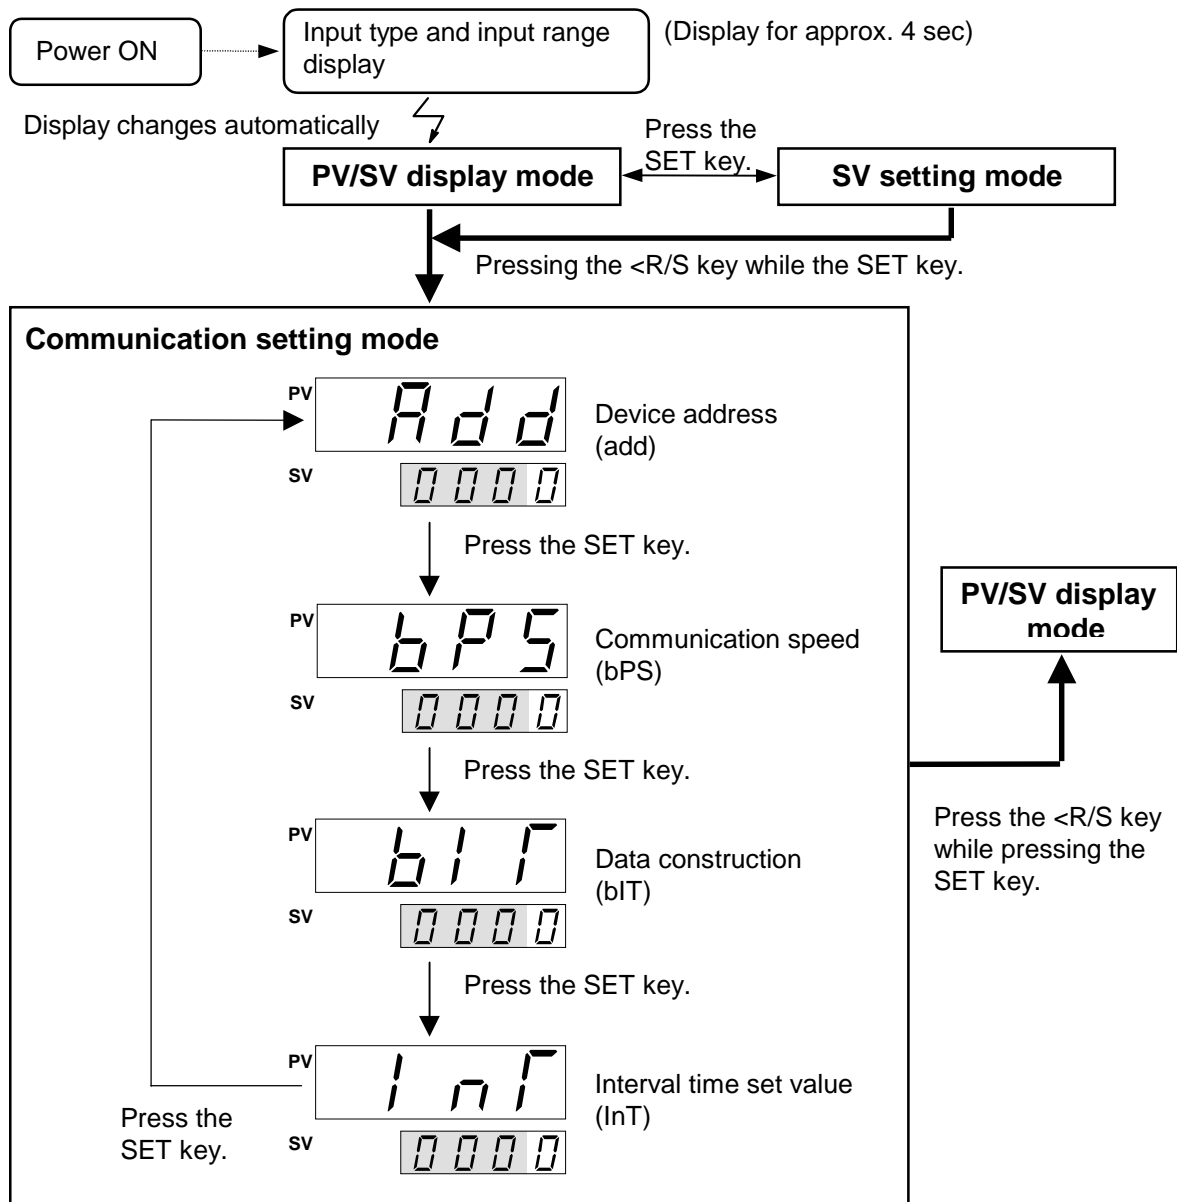 Power ON
Input type and input range
display
(Display for approx. 4 sec)
Display changes automatically
Press the
SET key.
PV/SV display mode
SV setting mode
Pressing the <R/S key while the SET key.
Communication setting mode
PV
Add
Device address
(add)
SV
0000
Press the SET key.
PV
bPS
Communication speed
(bPS)
SV
0000
Press the SET key.
PV
bIT
Data construction
(bIT)
SV
0000
Press the SET key.
PV
InT
Interval time set value
(InT)
SV
0000
Press the
SET key.
PV/SV display
mode
Press the <R/S key
while pressing the
SET key.